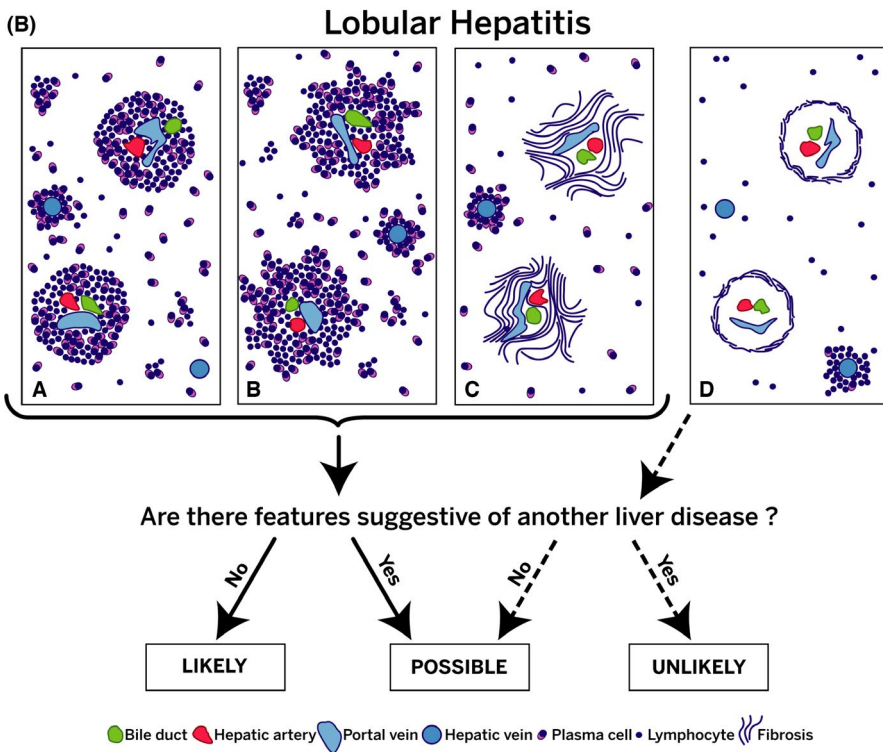 (B)
Lobular Hepatitis
A
B
C
D
Are there features suggestive of another liver disease ?
No
Yes
No
Yes
LIKELY
POSSIBLE
UNLIKELY
Bile duct Hepatic artery Portal vein Hepatic vein Plasma cell Lymphocyte Fibrosis